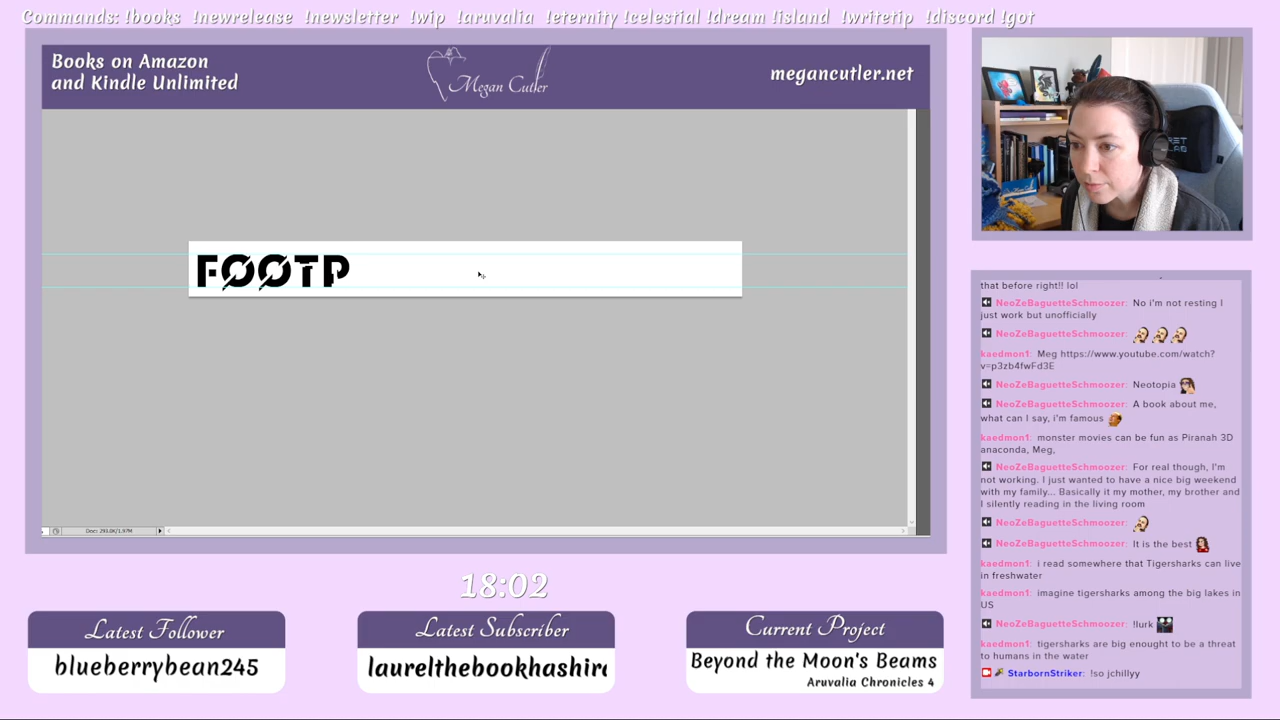 Commands: !books !newrelease !newsletter !wip !aruvalia !eternity !celestial !dream !island !writetip !discord !got
Books on Amazon
and Kindle Unlimited
Megan Cutler
megancutler.net
FOOTP
Doc: 293.0K/1.97M
18:02
Latest Follower
blueberrybean245
Latest Subscriber
laurelthebookhashira
Current Project
Beyond the Moon's Beams
Aruvalia Chronicles 4
that before right!! lol
NeoZeBaguetteSchmoozer: No i'm not resting I
just work but unofficially
NeoZeBaguetteSchmoozer:
kaedmon1: Meg https://www.youtube.com/watch?
v=p3zb4fwFd3E
NeoZeBaguetteSchmoozer: Neotopia
NeoZeBaguetteSchmoozer: A book about me,
what can I say, i'm famous
kaedmon1: monster movies can be fun as Piranah 3D
anaconda, Meg,
NeoZeBaguetteSchmoozer: For real though, I'm
not working. I just wanted to have a nice big weekend
with my family... Basically it my mother, my brother and
I silently reading in the living room
NeoZeBaguetteSchmoozer:
NeoZeBaguetteSchmoozer: It is the best
kaedmon1: i read somewhere that Tigersharks can live
in freshwater
kaedmon1: imagine tigersharks among the big lakes in
US
NeoZeBaguetteSchmoozer: !lurk
kaedmon1: tigersharks are big enought to be a threat
to humans in the water
StarbornStriker: !so jchillyy